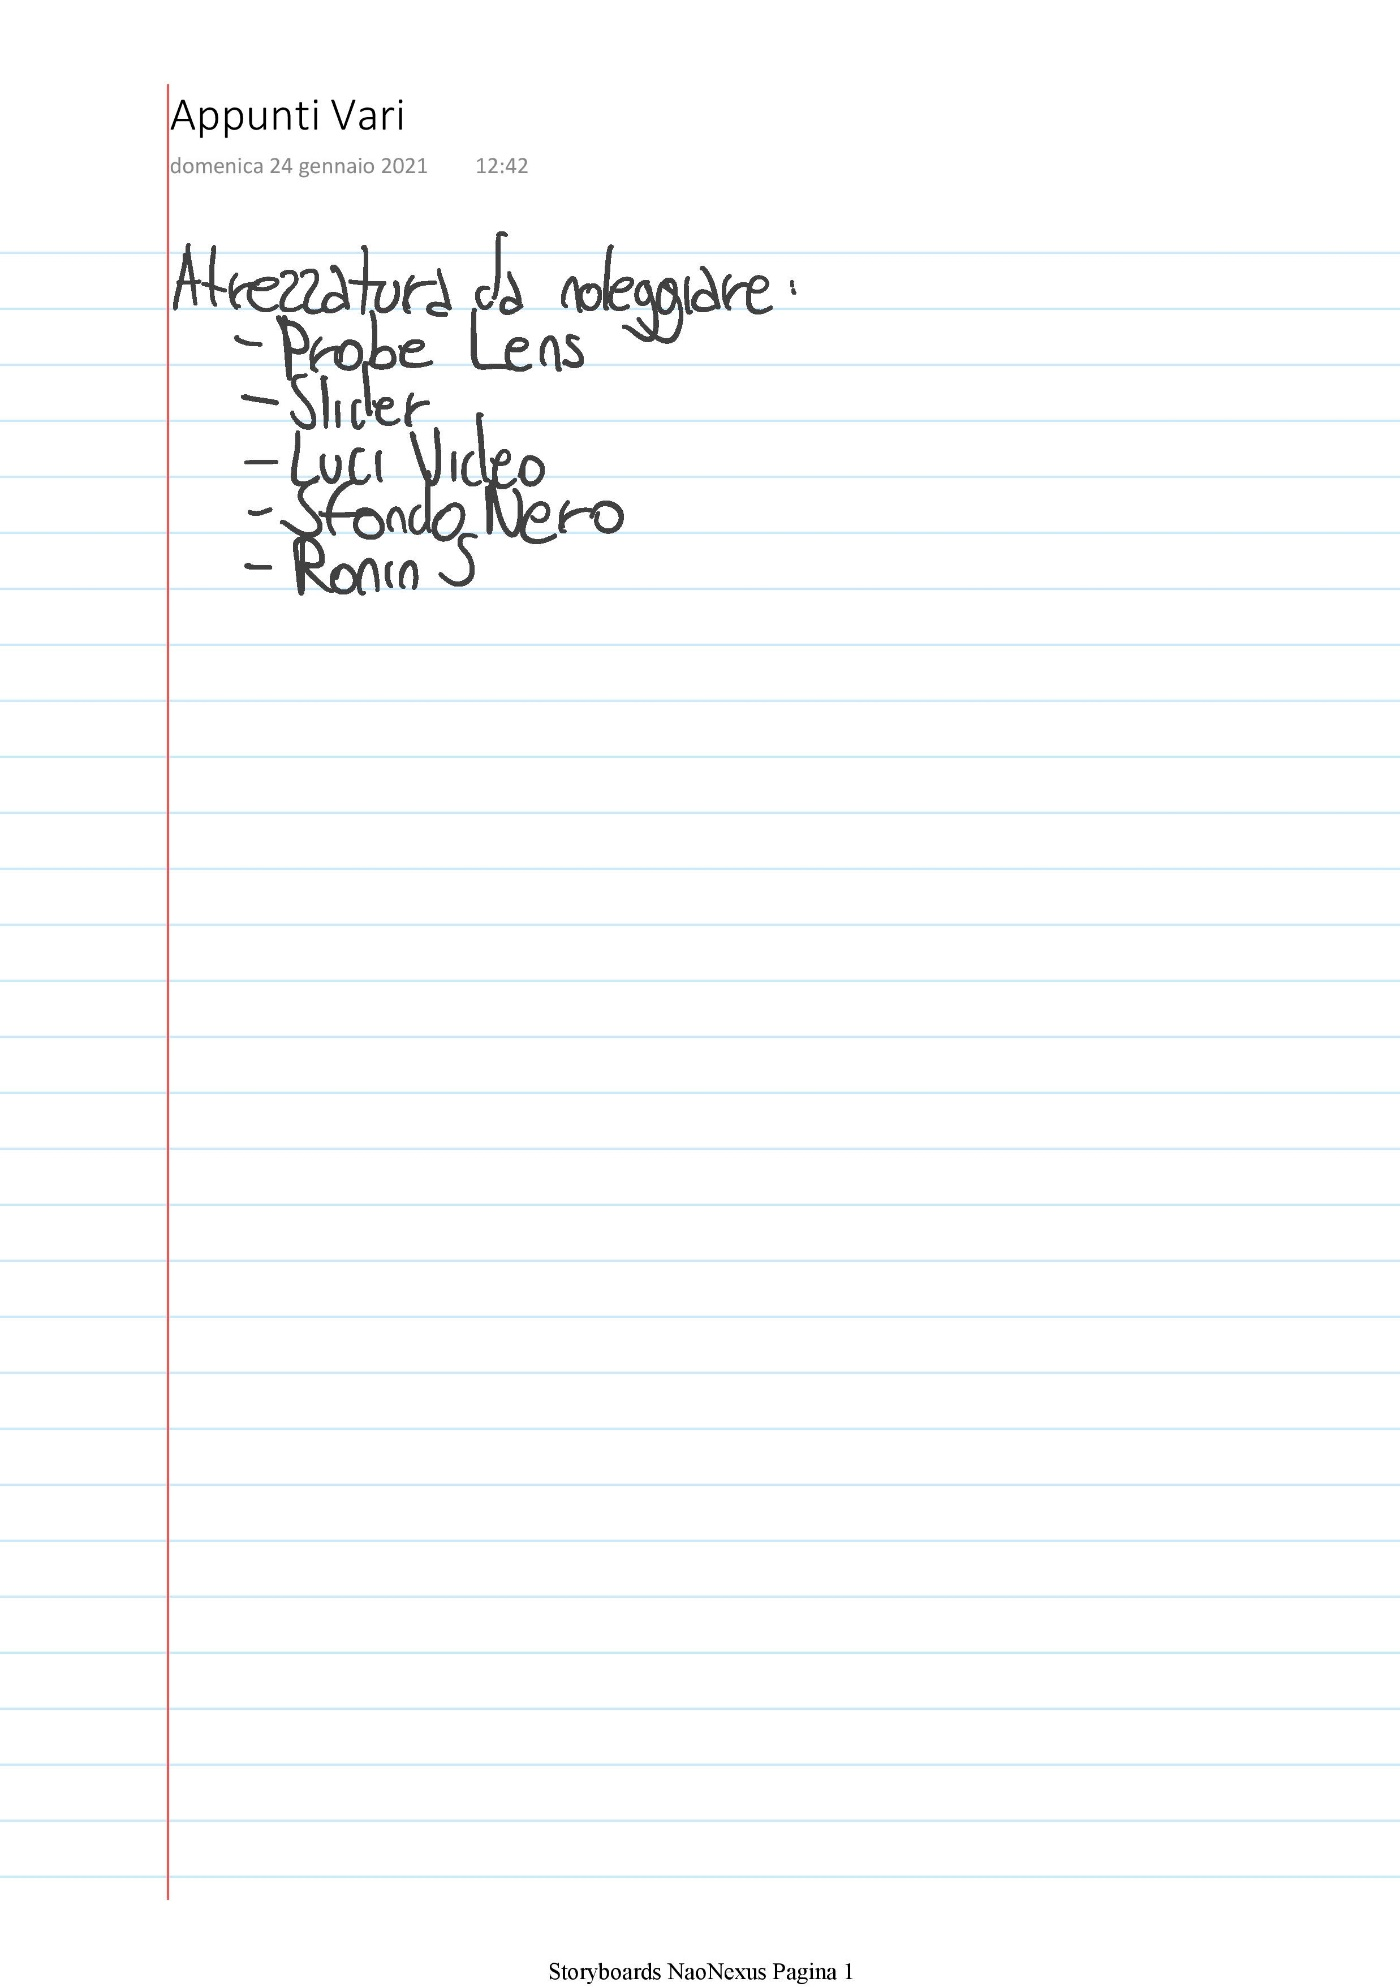 Appunti Vari
domenica 24 gennaio 2021 12:42
Atrezzatura da noleggiare:
- Probe Lens
- Slider
- Luci Video
- Sfondo Nero
- Ronin S
Storyboards NaoNexus Pagina 1